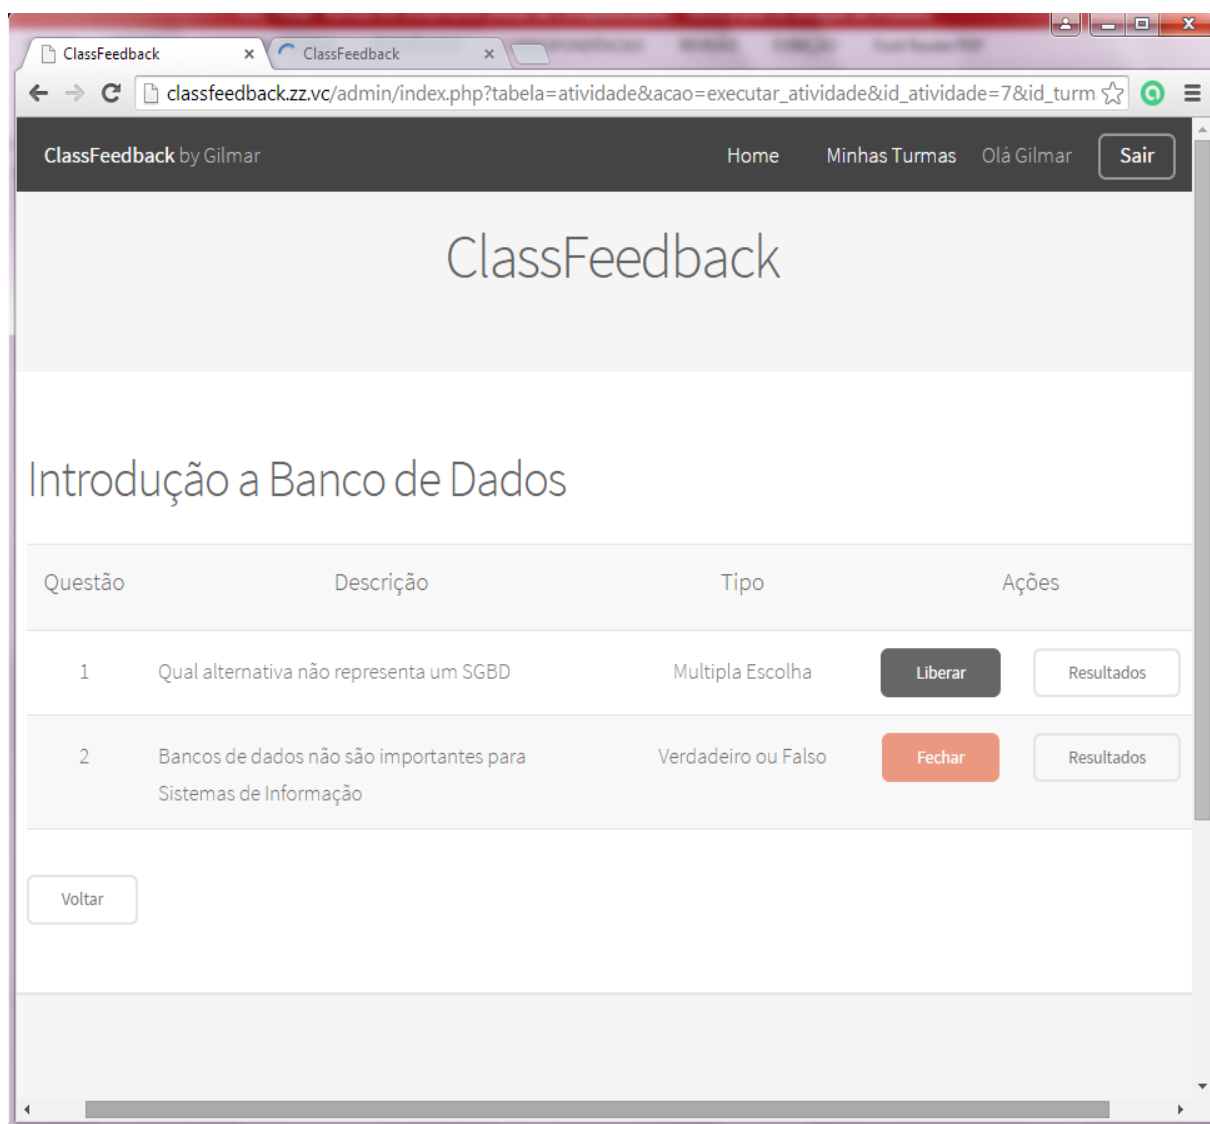 ClassFeedback
ClassFeedback
classfeedback.zz.vc/admin/index.php?tabela=atividade&acao=executar_atividade&id_atividade=7&id_turm
ClassFeedback by Gilmar Home Minhas Turmas Olá Gilmar Sair
ClassFeedback
Introdução a Banco de Dados
Questão Descrição Tipo Ações
1 Qual alternativa não representa um SGBD Multipla Escolha Liberar Resultados
2 Bancos de dados não são importantes para Verdadeiro ou Falso Fechar Resultados
Sistemas de Informação
Voltar